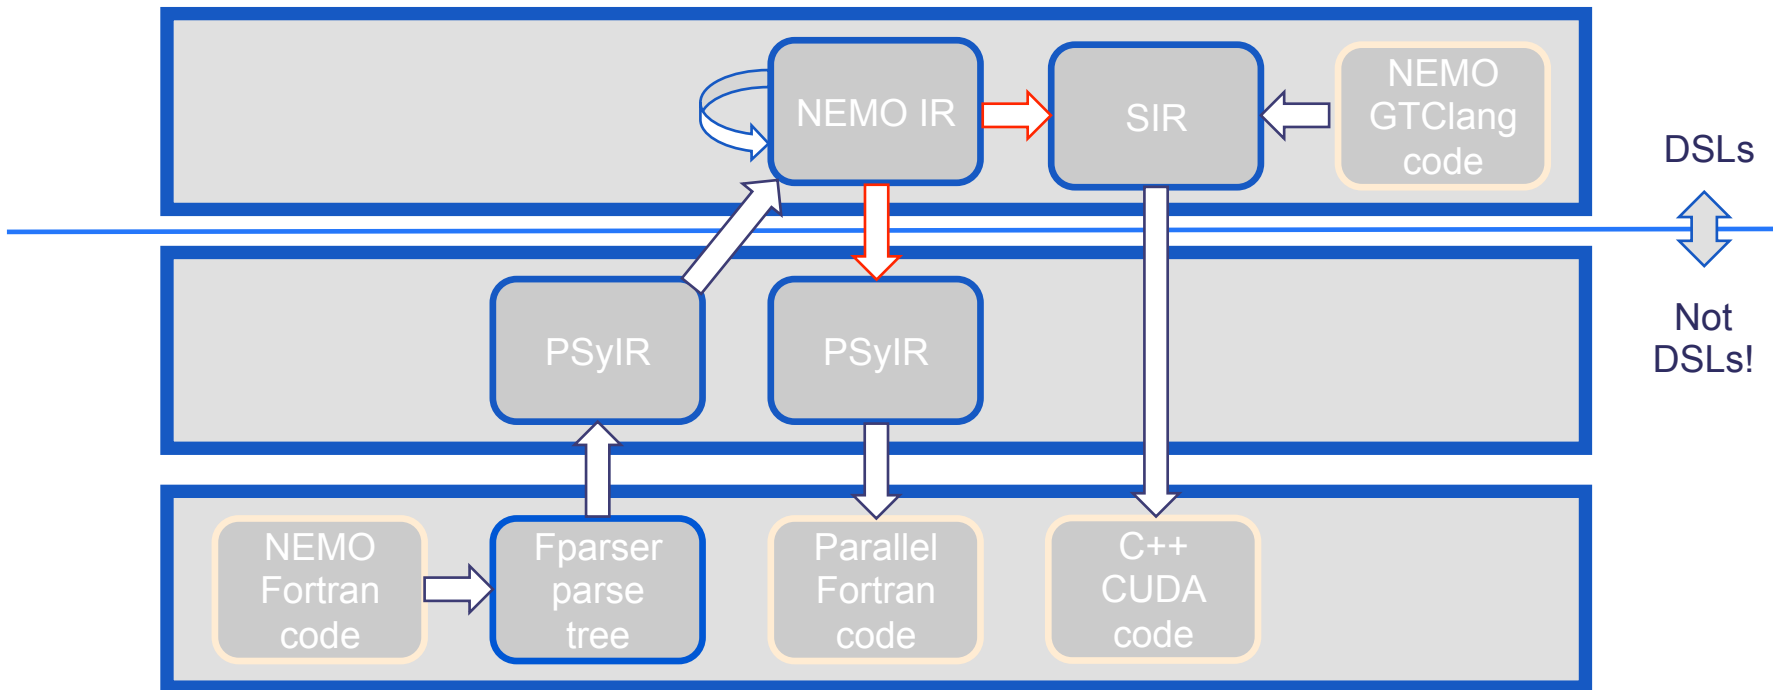 NEMO IR
SIR
NEMO
GTClang
code
DSLs
Not
DSLs!
PSyIR
PSyIR
NEMO
Fortran
code
Fparser
parse
tree
Parallel
Fortran
code
C++
CUDA
code